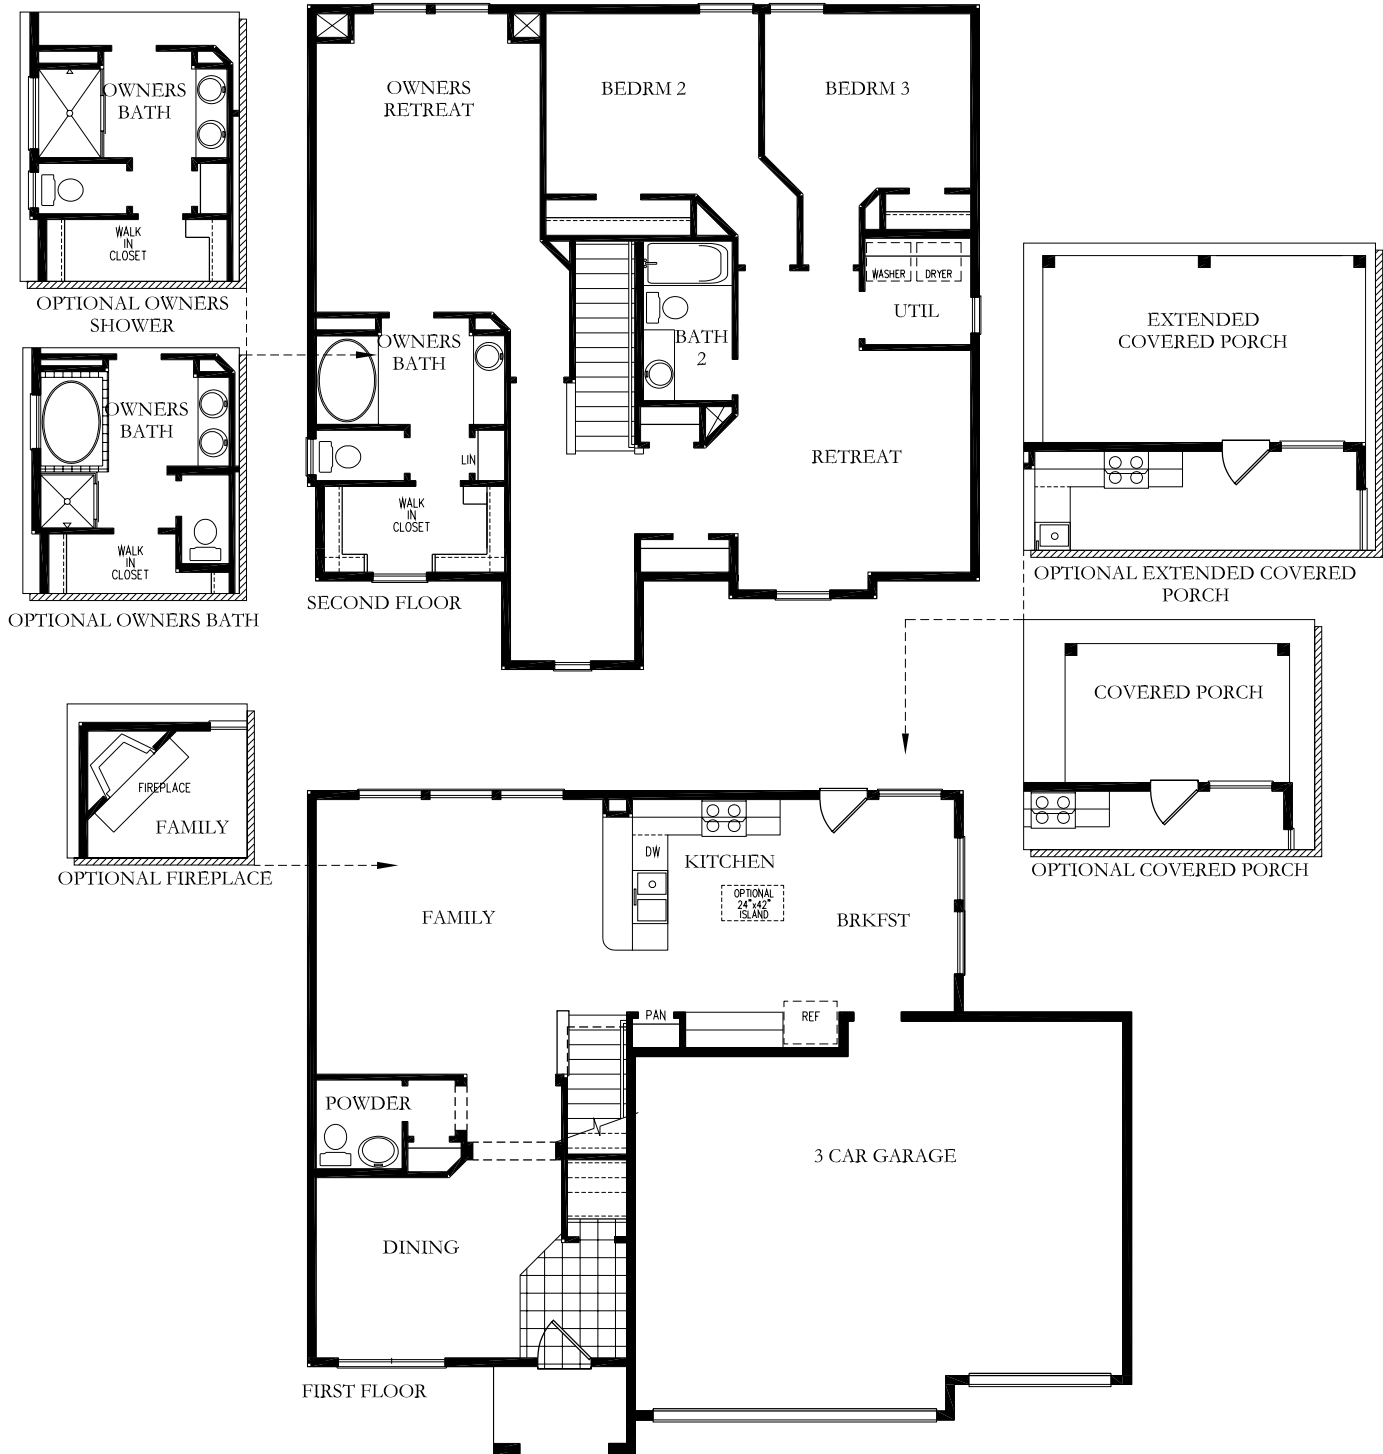 OWNERS
BATH
WALK
IN
CLOSET
OPTIONAL OWNERS
SHOWER
OWNERS
BATH
WALK
IN
CLOSET
OPTIONAL OWNERS BATH
OWNERS
RETREAT
BEDRM 2
BEDRM 3
WASHER
DRYER
UTIL
OWNERS
BATH
BATH
2
LIN
WALK
IN
CLOSET
RETREAT
SECOND FLOOR
EXTENDED
COVERED PORCH
OPTIONAL EXTENDED COVERED
PORCH
COVERED PORCH
OPTIONAL COVERED PORCH
FIREPLACE
FAMILY
OPTIONAL FIREPLACE
DW
KITCHEN
OPTIONAL
24"x42"
ISLAND
FAMILY
BRKFST
PAN
REF
POWDER
3 CAR GARAGE
DINING
FIRST FLOOR